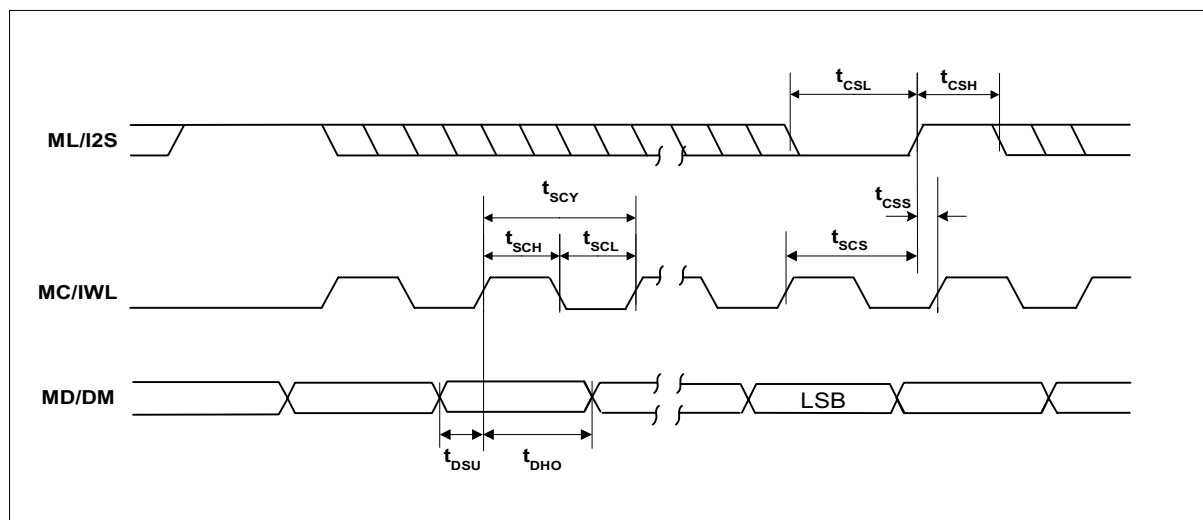 tCSL
tCSH
ML/I2S
tSCY
tCSS
tSCH
tSCL
tSCS
MC/IWL
MD/DM
LSB
tDSU
tDHO